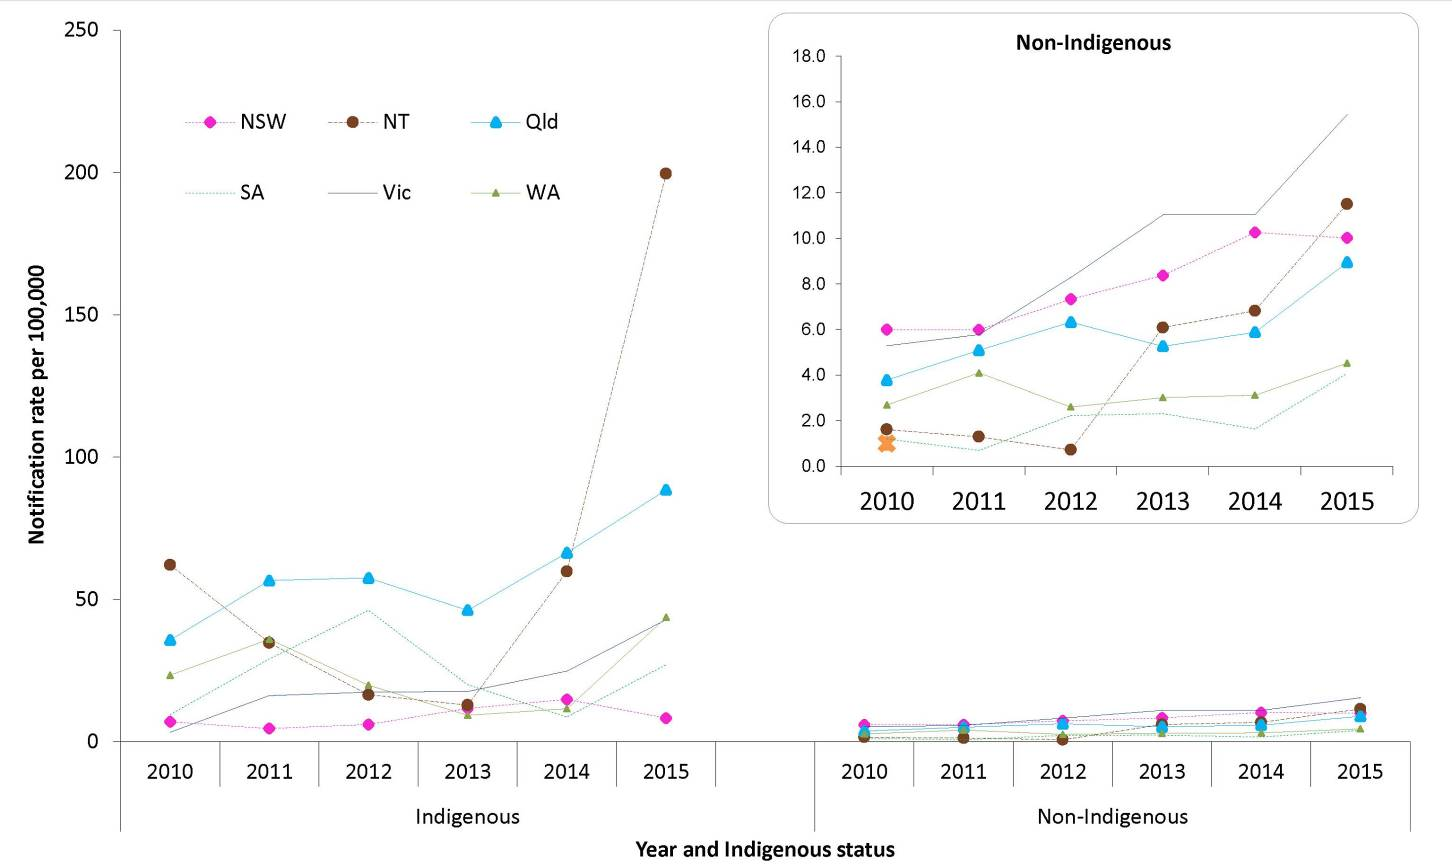 Non-Indigenous
18.0
16.0
14.0
12.0
10.0
8.0
6.0
4.0
2.0
0.0
2010 2011 2012 2013 2014 2015
250
200
150
100
50
0
NSW NT Qld
SA Vic WA
Notification rate per 100,000
2010 2011 2012 2013 2014 2015 2010 2011 2012 2013 2014 2015
Indigenous Non-Indigenous
Year and Indigenous status